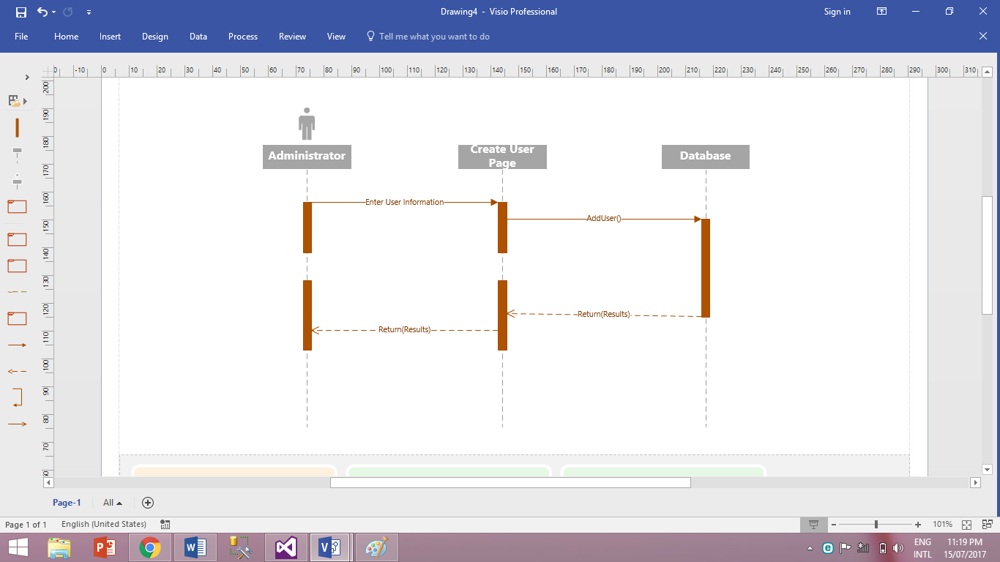 Drawing4 - Visio Professional
Sign in
File Home Insert Design Data Process Review View Tell me what you want to do
0 -10 0 10 20 30 40 50 60 70 80 90 100 110 120 130 140 150 160 170 180 190 200 210 220 230 240 250 260 270 280 290 300 310
200
190
180
170
160
150
140
130
120
110
100
90
80
70
Administrator
Create User
Page
Database
Enter User Information
AddUser()
Return(Results)
Return(Results)
Page-1 All
Page 1 of 1 English (United States) 101%
ENG 11:19 PM
INTL 15/07/2017